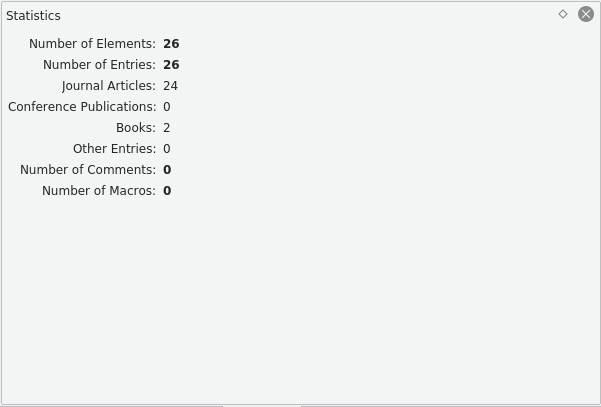 Statistics
Number of Elements: 26
Number of Entries: 26
Journal Articles: 24
Conference Publications: 0
Books: 2
Other Entries: 0
Number of Comments: 0
Number of Macros: 0